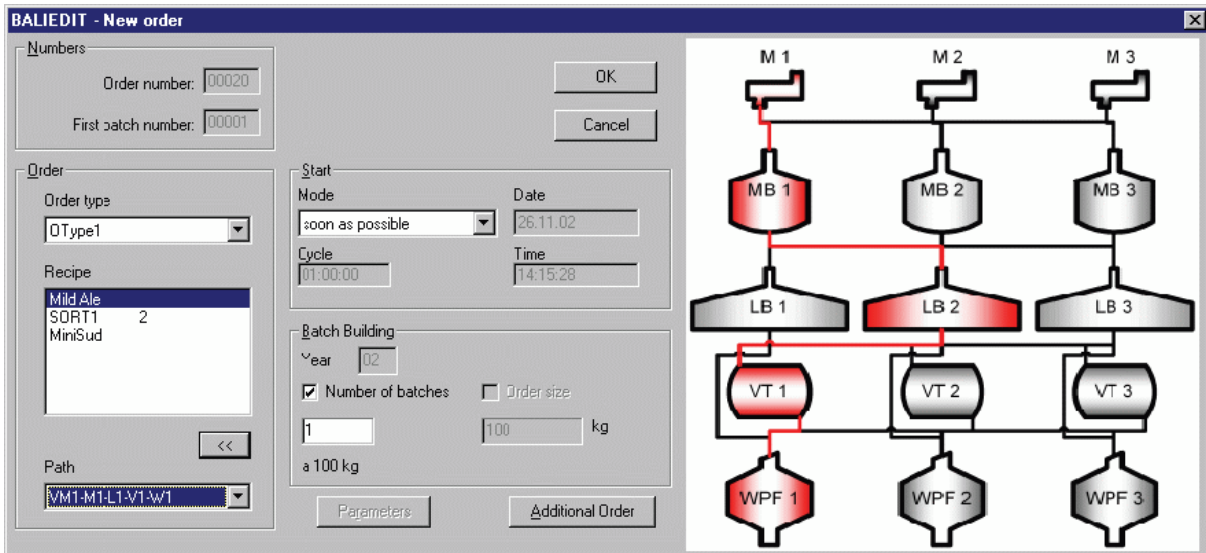 BALIEDIT - New order
Numbers
Order number: 00020
First batch number: 00001
OK
Cancel
Order
Order type
OType1
Recipe
Mild Ale
SORT1 2
MiniSud
<<
Path
VM1-M1-L1-V1-W1
Start
Mode
soon as possible
Date
26.11.02
Cycle
01:00:00
Time
14:15:28
Batch Building
Year 02
Number of batches
Order size
1
100 kg
a 100 kg
Parameters
Additional Order
M 1 M 2 M 3
MB 1 MB 2 MB 3
LB 1 LB 2 LB 3
VT 1 VT 2 VT 3
WPF 1 WPF 2 WPF 3